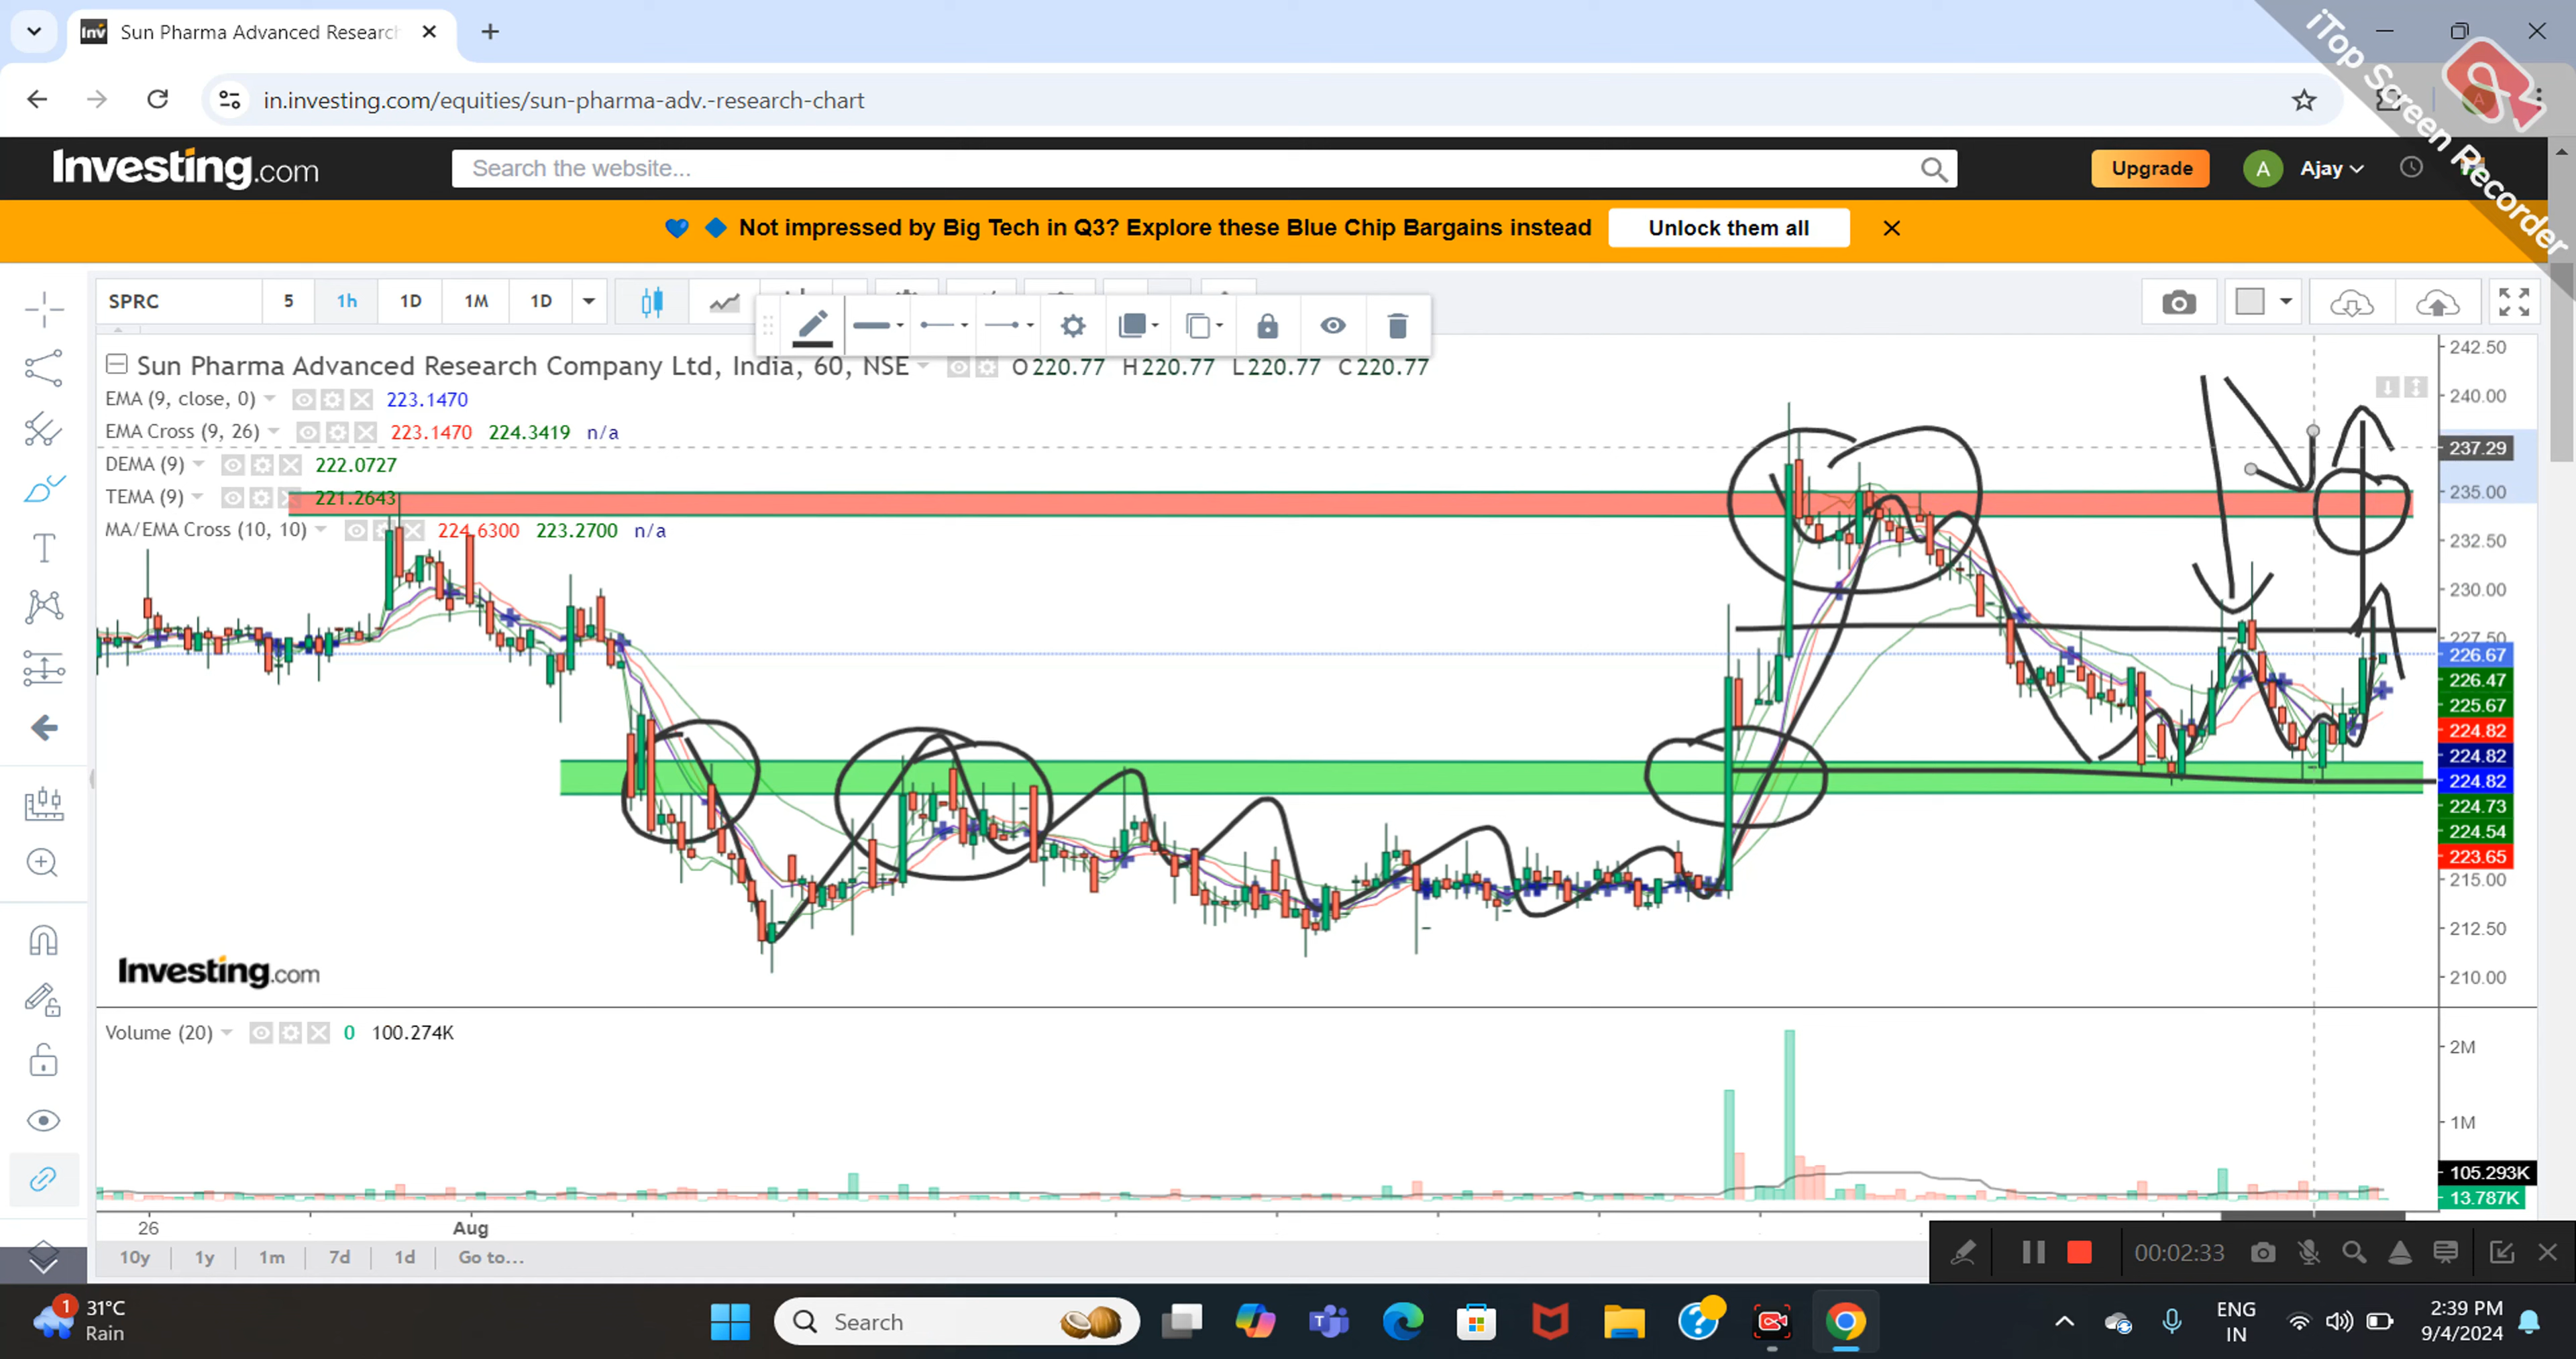 Sun Pharma Advanced Research
in.investing.com/equities/sun-pharma-adv.-research-chart
iTop Screen Recorder
Investing.com
Search the website...
Upgrade
A
Ajay
Not impressed by Big Tech in Q3? Explore these Blue Chip Bargains instead
Unlock them all
SPRC 5 1h 1D 1M 1D
Sun Pharma Advanced Research Company Ltd, India, 60, NSE O 220.77 H 220.77 L 220.77 C 220.77
EMA (9, close, 0) 223.1470
EMA Cross (9, 26) 223.1470 224.3419 n/a
DEMA (9) 222.0727
TEMA (9) 221.2643
MA/EMA Cross (10, 10) 224.6300 223.2700 n/a
242.50
240.00
237.29
235.00
232.50
230.00
227.50
226.67
226.47
225.67
224.82
224.82
224.82
224.73
224.54
223.65
215.00
212.50
210.00
Investing.com
Volume (20) 0 100.274K
2M
1M
105.293K
13.787K
26 Aug
10y 1y 1m 7d 1d Go to...
00:02:33
1
31°C
Rain
Search
ENG
IN
2:39 PM
9/4/2024